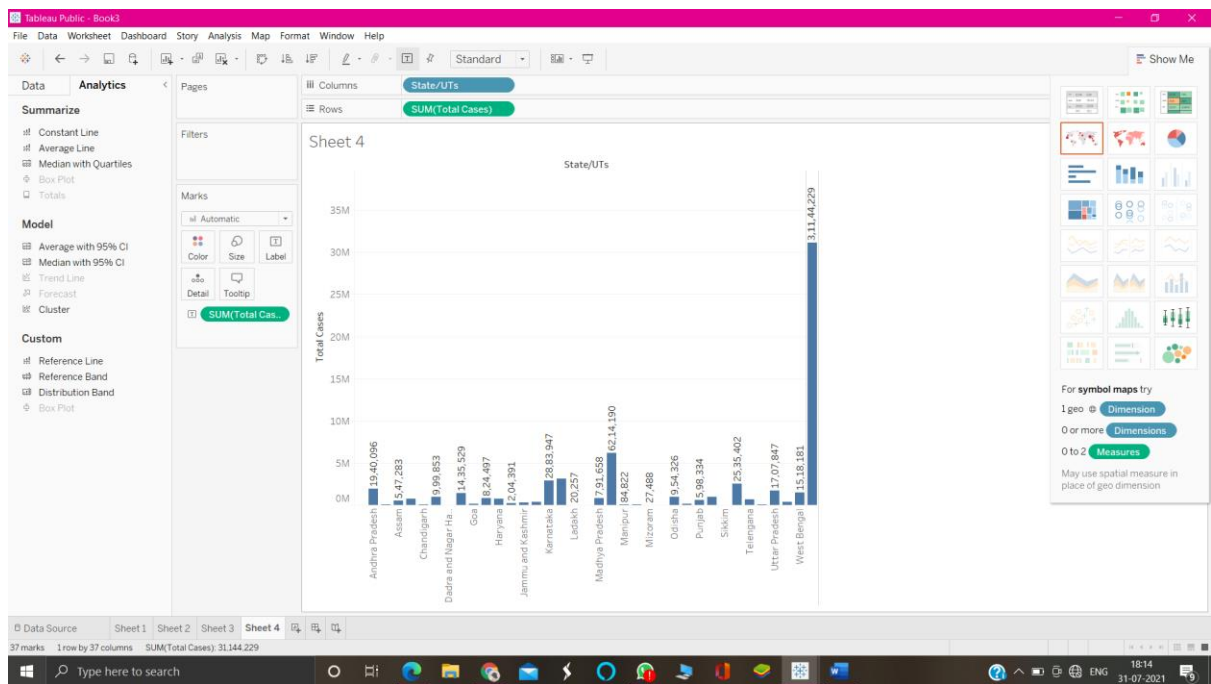 Tableau Public - Book3
File Data Worksheet Dashboard Story Analysis Map Format Window Help
Standard
Show Me
Data Analytics
Summarize
Constant Line
Average Line
Median with Quartiles
Box Plot
Totals
Model
Average with 95% CI
Median with 95% CI
Trend Line
Forecast
Cluster
Custom
Reference Line
Reference Band
Distribution Band
Box Plot
Pages
Filters
Marks
Automatic
Color Size Label
Detail Tooltip
SUM(Total Cas..
Columns State/UTs
Rows SUM(Total Cases)
Sheet 4
State/UTs
Total Cases
35M
30M
25M
20M
15M
10M
5M
0M
19,40,096
5,47,283
9,99,853
14,35,529
8,24,497
2,04,391
28,83,947
20,257
7,91,658
62,14,190
84,822
27,488
9,54,326
5,98,334
25,35,402
17,07,847
15,18,181
3,11,44,229
Andhra Pradesh
Assam
Chandigarh
Dadra and Nagar Ha..
Goa
Haryana
Jammu and Kashmir
Karnataka
Ladakh
Madhya Pradesh
Manipur
Mizoram
Odisha
Punjab
Sikkim
Telengana
Uttar Pradesh
West Bengal
For symbol maps try
1 geo Dimension
0 or more Dimensions
0 to 2 Measures
May use spatial measure in
place of geo dimension
Data Source Sheet 1 Sheet 2 Sheet 3 Sheet 4
37 marks 1 row by 37 columns SUM(Total Cases): 31,144,229
Type here to search
ENG
18:14
31-07-2021